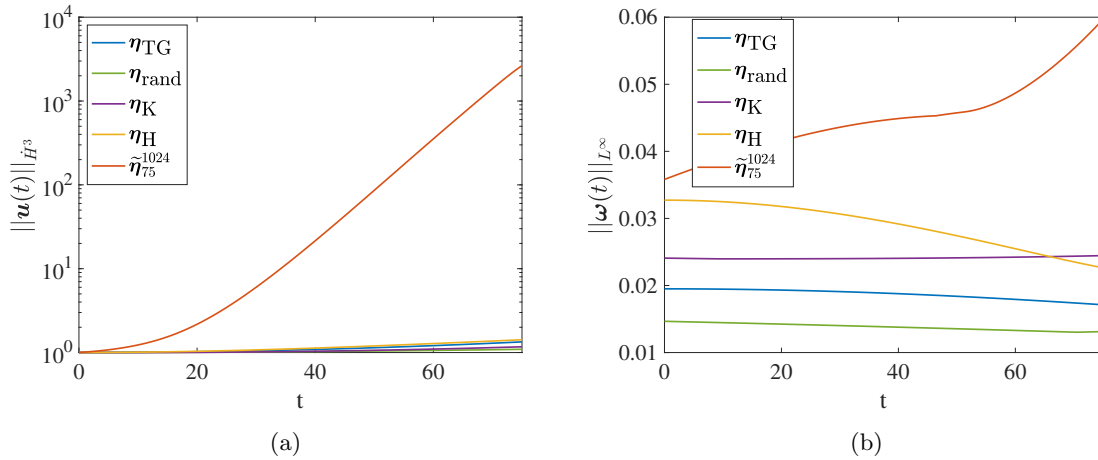 10^4
10^3
10^2
10^1
10^0
||u(t)||_{Ḣ^3}
η_TG
η_rand
η_K
η_H
η̃_75^1024
0 20 40 60
t
(a)
0.06
0.05
0.04
0.03
0.02
0.01
||ω(t)||_{L^∞}
η_TG
η_rand
η_K
η_H
η̃_75^1024
0 20 40 60
t
(b)